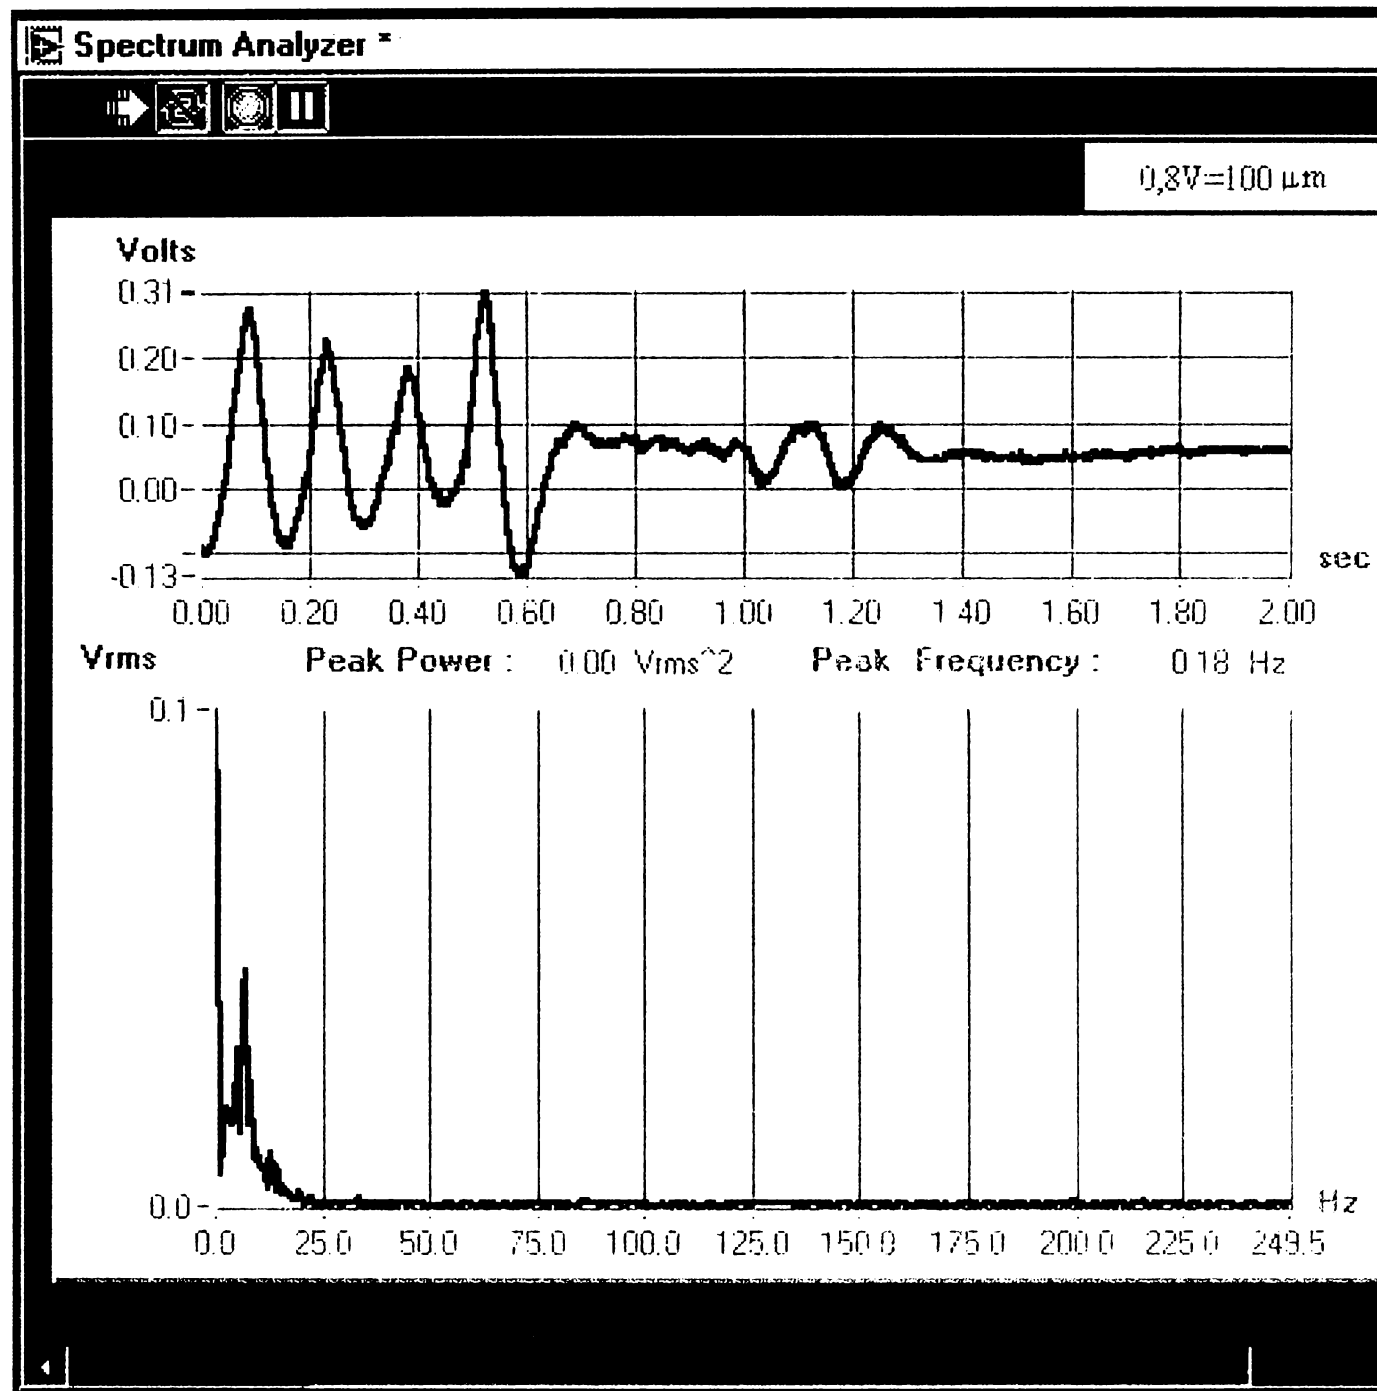 Spectrum Analyzer *
0,8V=100 µm
Volts
0.31
0.20
0.10
0.00
-0.13
sec
0.00 0.20 0.40 0.60 0.80 1.00 1.20 1.40 1.60 1.80 2.00
Vrms Peak Power : 0.00 Vrms^2 Peak Frequency : 0.18 Hz
0.1
0.0
Hz
0.0 25.0 50.0 75.0 100.0 125.0 150.0 175.0 200.0 225.0 249.5